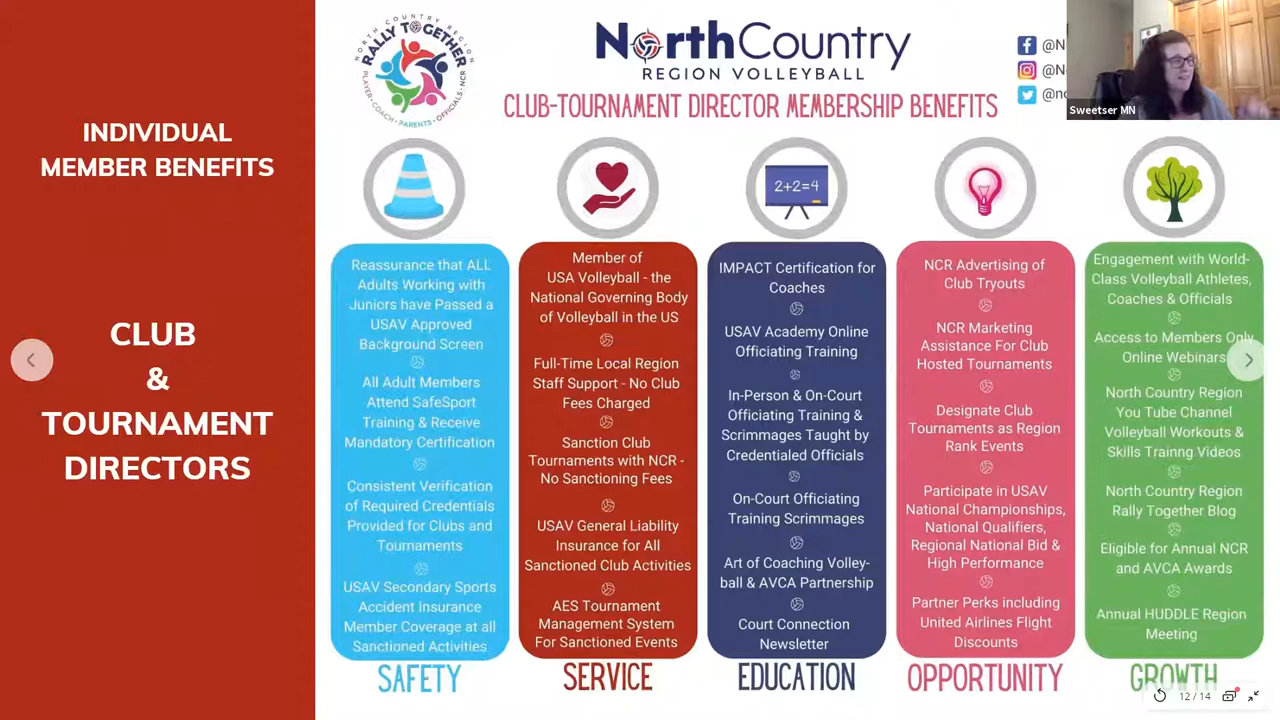 INDIVIDUAL
MEMBER BENEFITS
CLUB
&
TOURNAMENT
DIRECTORS
NORTH COUNTRY REGION
RALLY TOGETHER
PLAYER • COACH • PARENTS • OFFICIALS • NCR
NorthCountry
REGION VOLLEYBALL
CLUB-TOURNAMENT DIRECTOR MEMBERSHIP BENEFITS
Sweetser MN
2+2=4
Reassurance that ALL
Adults Working with
Juniors have Passed a
USAV Approved
Background Screen
All Adult Members
Attend SafeSport
Training & Receive
Mandatory Certification
Consistent Verification
of Required Credentials
Provided for Clubs and
Tournaments
USAV Secondary Sports
Accident Insurance
Member Coverage at all
Sanctioned Activities
SAFETY
Member of
USA Volleyball - the
National Governing Body
of Volleyball in the US
Full-Time Local Region
Staff Support - No Club
Fees Charged
Sanction Club
Tournaments with NCR -
No Sanctioning Fees
USAV General Liability
Insurance for All
Sanctioned Club Activities
AES Tournament
Management System
For Sanctioned Events
SERVICE
IMPACT Certification for
Coaches
USAV Academy Online
Officiating Training
In-Person & On-Court
Officiating Training &
Scrimmages Taught by
Credentialed Officials
On-Court Officiating
Training Scrimmages
Art of Coaching Volley-
ball & AVCA Partnership
Court Connection
Newsletter
EDUCATION
NCR Advertising of
Club Tryouts
NCR Marketing
Assistance For Club
Hosted Tournaments
Designate Club
Tournaments as Region
Rank Events
Participate in USAV
National Championships,
National Qualifiers,
Regional National Bid &
High Performance
Partner Perks including
United Airlines Flight
Discounts
OPPORTUNITY
Engagement with World-
Class Volleyball Athletes,
Coaches & Officials
Access to Members Only
Online Webinars
North Country Region
You Tube Channel
Volleyball Workouts &
Skills Trainng Videos
North Country Region
Rally Together Blog
Eligible for Annual NCR
and AVCA Awards
Annual HUDDLE Region
Meeting
GROWTH
12 / 14